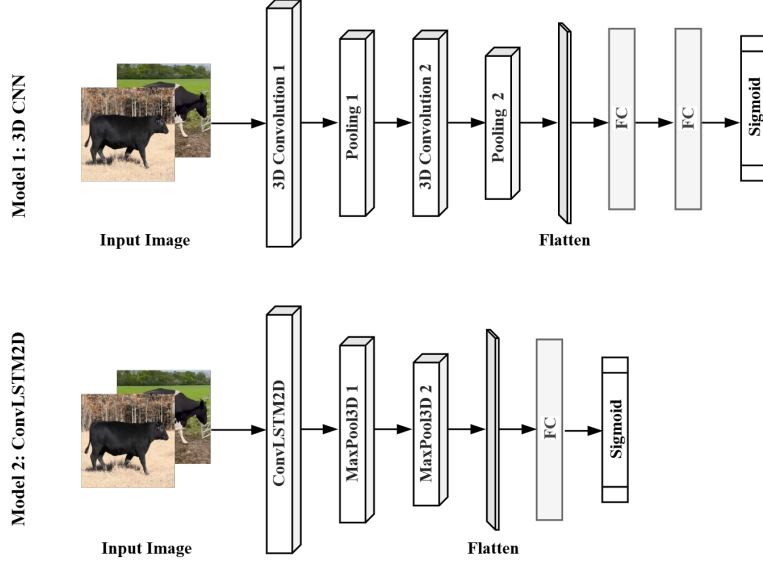 Model 1: 3D CNN
3D Convolution 1
Pooling 1
3D Convolution 2
Pooling 2
FC
FC
Sigmoid
Input Image
Flatten
Model 2: ConvLSTM2D
ConvLSTM2D
MaxPool3D 1
MaxPool3D 2
FC
Sigmoid
Input Image
Flatten